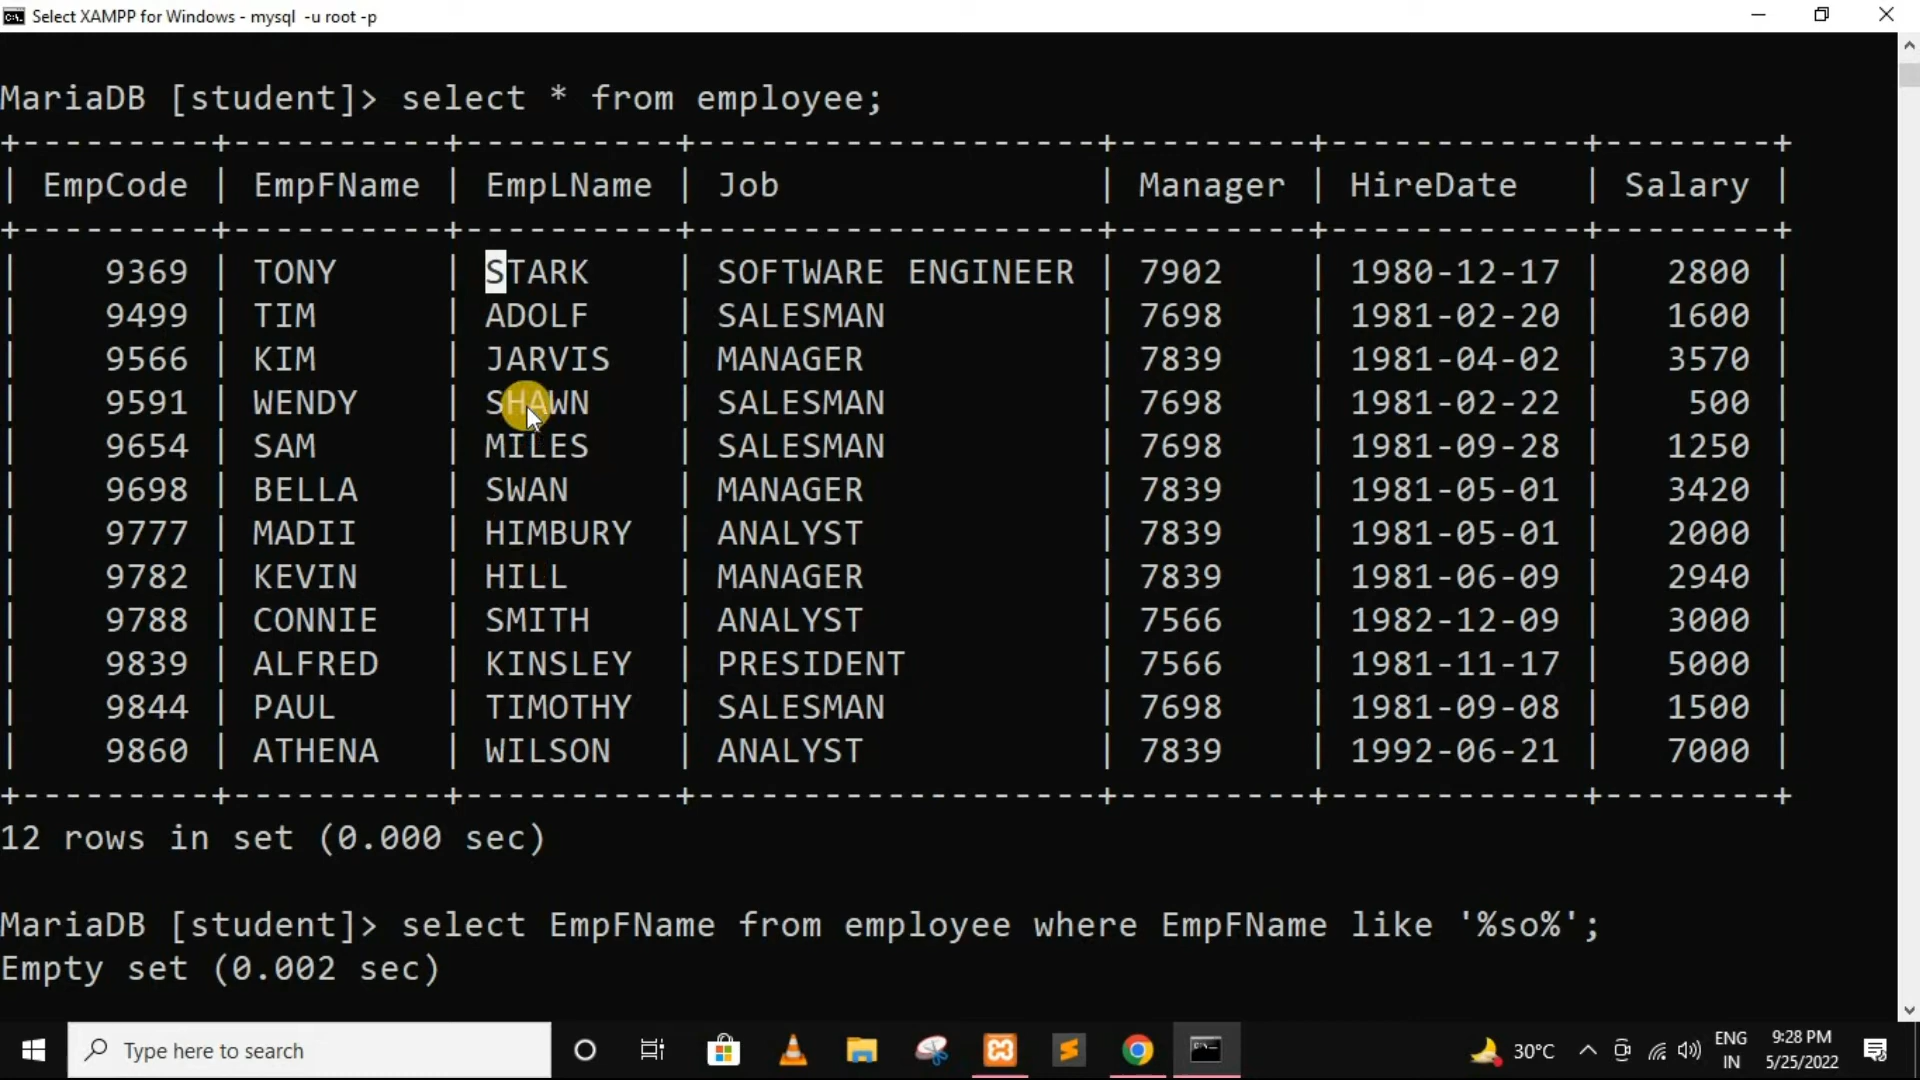 Select XAMPP for Windows - mysql -u root -p
MariaDB [student]> select * from employee;
+---------+----------+----------+-------------------+---------+------------+--------+
| EmpCode | EmpFName | EmpLName | Job | Manager | HireDate | Salary |
+---------+----------+----------+-------------------+---------+------------+--------+
| 9369 | TONY | STARK | SOFTWARE ENGINEER | 7902 | 1980-12-17 | 2800 |
| 9499 | TIM | ADOLF | SALESMAN | 7698 | 1981-02-20 | 1600 |
| 9566 | KIM | JARVIS | MANAGER | 7839 | 1981-04-02 | 3570 |
| 9591 | WENDY | SHAWN | SALESMAN | 7698 | 1981-02-22 | 500 |
| 9654 | SAM | MILES | SALESMAN | 7698 | 1981-09-28 | 1250 |
| 9698 | BELLA | SWAN | MANAGER | 7839 | 1981-05-01 | 3420 |
| 9777 | MADII | HIMBURY | ANALYST | 7839 | 1981-05-01 | 2000 |
| 9782 | KEVIN | HILL | MANAGER | 7839 | 1981-06-09 | 2940 |
| 9788 | CONNIE | SMITH | ANALYST | 7566 | 1982-12-09 | 3000 |
| 9839 | ALFRED | KINSLEY | PRESIDENT | 7566 | 1981-11-17 | 5000 |
| 9844 | PAUL | TIMOTHY | SALESMAN | 7698 | 1981-09-08 | 1500 |
| 9860 | ATHENA | WILSON | ANALYST | 7839 | 1992-06-21 | 7000 |
+---------+----------+----------+-------------------+---------+------------+--------+
12 rows in set (0.000 sec)
MariaDB [student]> select EmpFName from employee where EmpFName like '%so%';
Empty set (0.002 sec)
Type here to search
30°C
ENG
IN
9:28 PM
5/25/2022